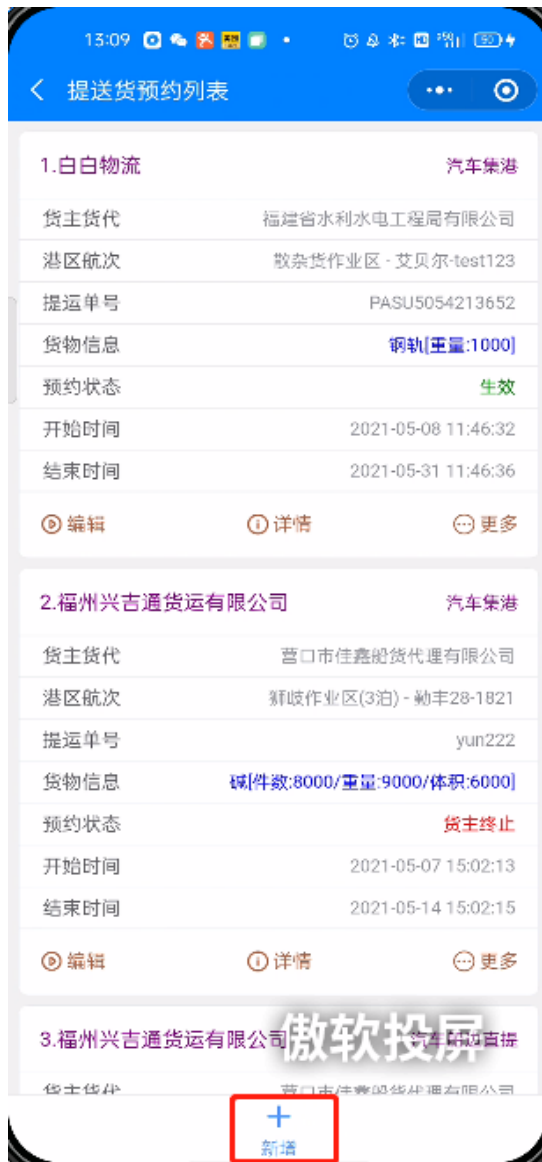 13:09
提送货预约列表
1.白白物流 汽车集港
货主货代 福建省水利水电工程局有限公司
港区航次 散杂货作业区 - 艾贝尔-test123
提运单号 PASU5054213652
货物信息 钢轨[重量:1000]
预约状态 生效
开始时间 2021-05-08 11:46:32
结束时间 2021-05-31 11:46:36
编辑 详情 更多
2.福州兴吉通货运有限公司 汽车集港
货主货代 营口市佳鑫船货代理有限公司
港区航次 狮岐作业区(3泊) - 勤丰28-1821
提运单号 yun222
货物信息 碱[件数:8000/重量:9000/体积:6000]
预约状态 货主终止
开始时间 2021-05-07 15:02:13
结束时间 2021-05-14 15:02:15
编辑 详情 更多
3.福州兴吉通货运有限公司
傲软投屏
货主货代 营口市佳鑫船货代理有限公司
新增